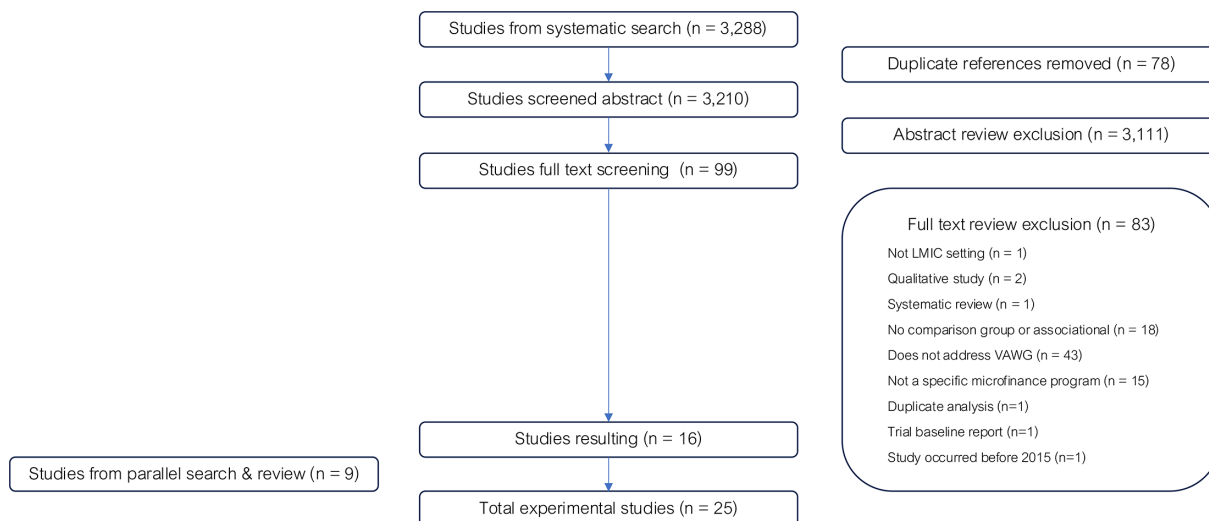 Studies from systematic search (n = 3,288)
Duplicate references removed (n = 78)
Studies screened abstract (n = 3,210)
Abstract review exclusion (n = 3,111)
Studies full text screening (n = 99)
Full text review exclusion (n = 83)
Not LMIC setting (n = 1)
Qualitative study (n = 2)
Systematic review (n = 1)
No comparison group or associational (n = 18)
Does not address VAWG (n = 43)
Not a specific microfinance program (n = 15)
Duplicate analysis (n=1)
Trial baseline report (n=1)
Study occurred before 2015 (n=1)
Studies resulting (n = 16)
Studies from parallel search & review (n = 9)
Total experimental studies (n = 25)